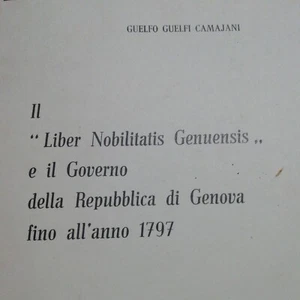 GUELFO GUELFI CAMAJANI
Il
“ Liber Nobilitatis Genuensis „
e il Governo
della Repubblica di Genova
fino all'anno 1797